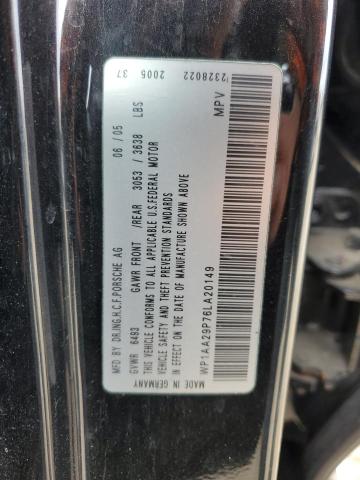 MFD. BY DR.ING.H.C.F.PORSCHE AG 06/05
GVWR 6493 GAWR FRONT /REAR 3053 / 3638 LBS
THIS VEHICLE CONFORMS TO ALL APPLICABLE U.S.FEDERAL MOTOR
VEHICLE SAFETY AND THEFT PREVENTION STANDARDS
IN EFFECT ON THE DATE OF MANUFACTURE SHOWN ABOVE
MADE IN GERMANY
37 2005 2328022
WP1AA29P76LA20149 MPV